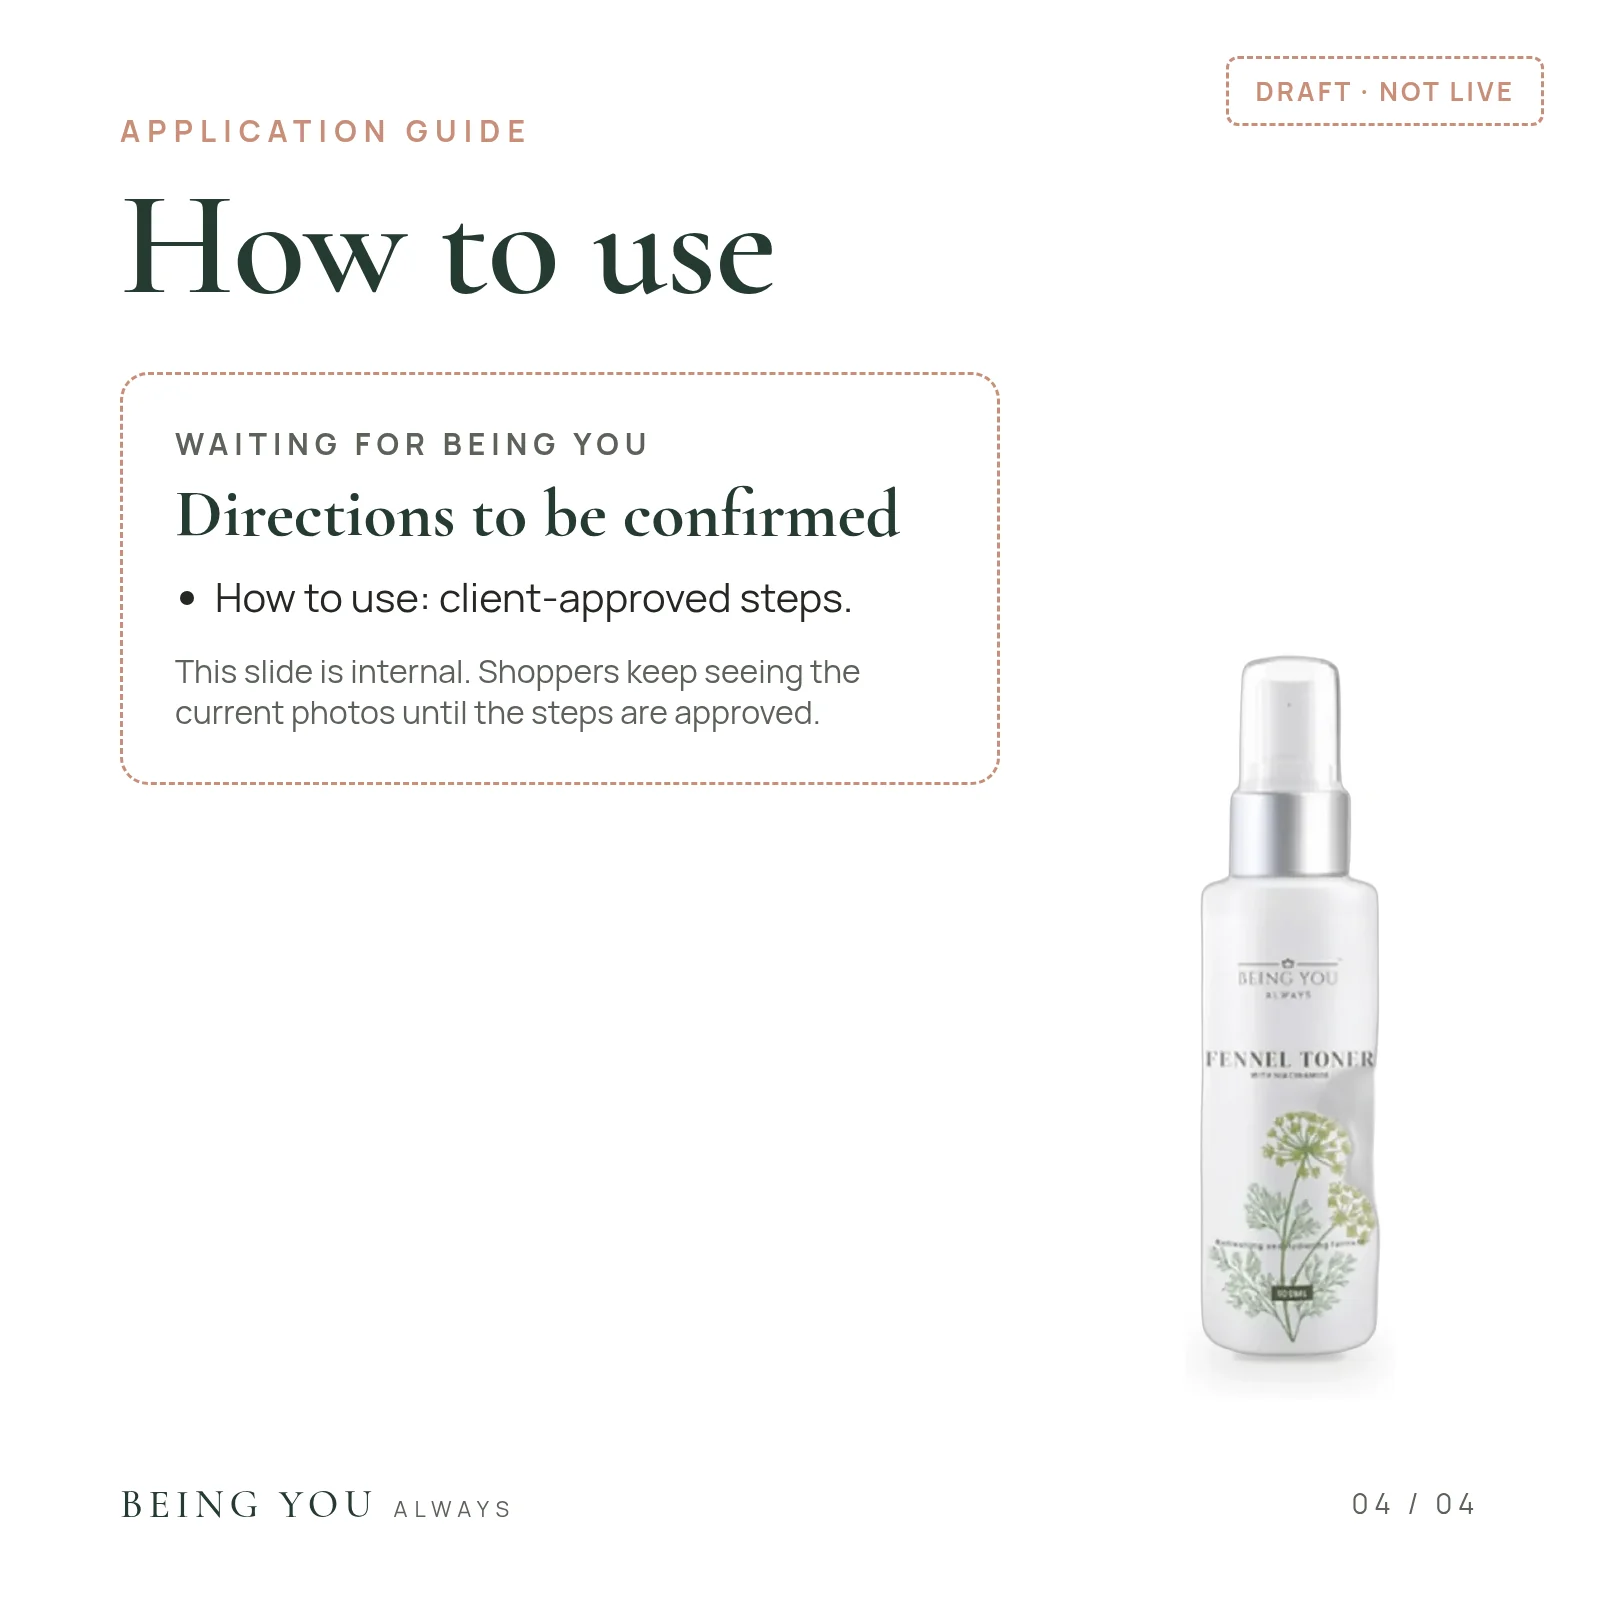 DRAFT · NOT LIVE
APPLICATION GUIDE
How to use
WAITING FOR BEING YOU
Directions to be confirmed
• How to use: client-approved steps.
This slide is internal. Shoppers keep seeing the
current photos until the steps are approved.
BEING YOU
ALWAYS
FENNEL TONER
BEING YOU ALWAYS
04 / 04